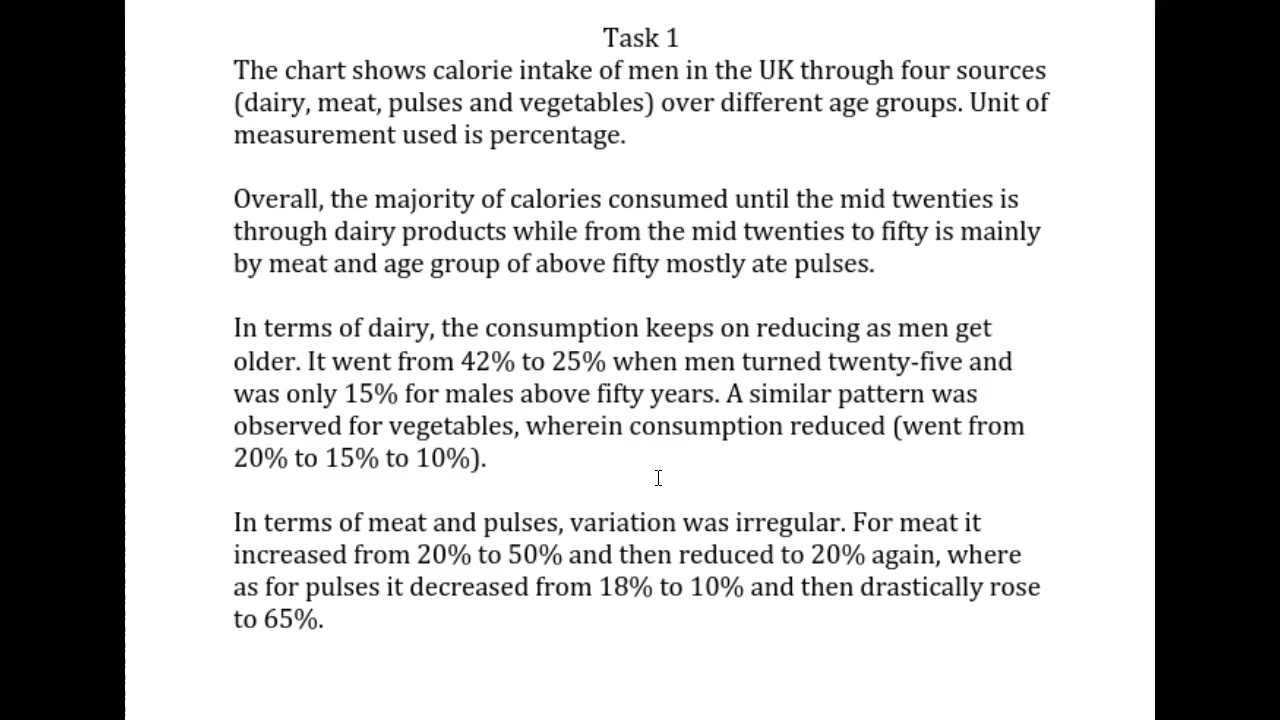 Task 1
The chart shows calorie intake of men in the UK through four sources
(dairy, meat, pulses and vegetables) over different age groups. Unit of
measurement used is percentage.
Overall, the majority of calories consumed until the mid twenties is
through dairy products while from the mid twenties to fifty is mainly
by meat and age group of above fifty mostly ate pulses.
In terms of dairy, the consumption keeps on reducing as men get
older. It went from 42% to 25% when men turned twenty-five and
was only 15% for males above fifty years. A similar pattern was
observed for vegetables, wherein consumption reduced (went from
20% to 15% to 10%).
In terms of meat and pulses, variation was irregular. For meat it
increased from 20% to 50% and then reduced to 20% again, where
as for pulses it decreased from 18% to 10% and then drastically rose
to 65%.